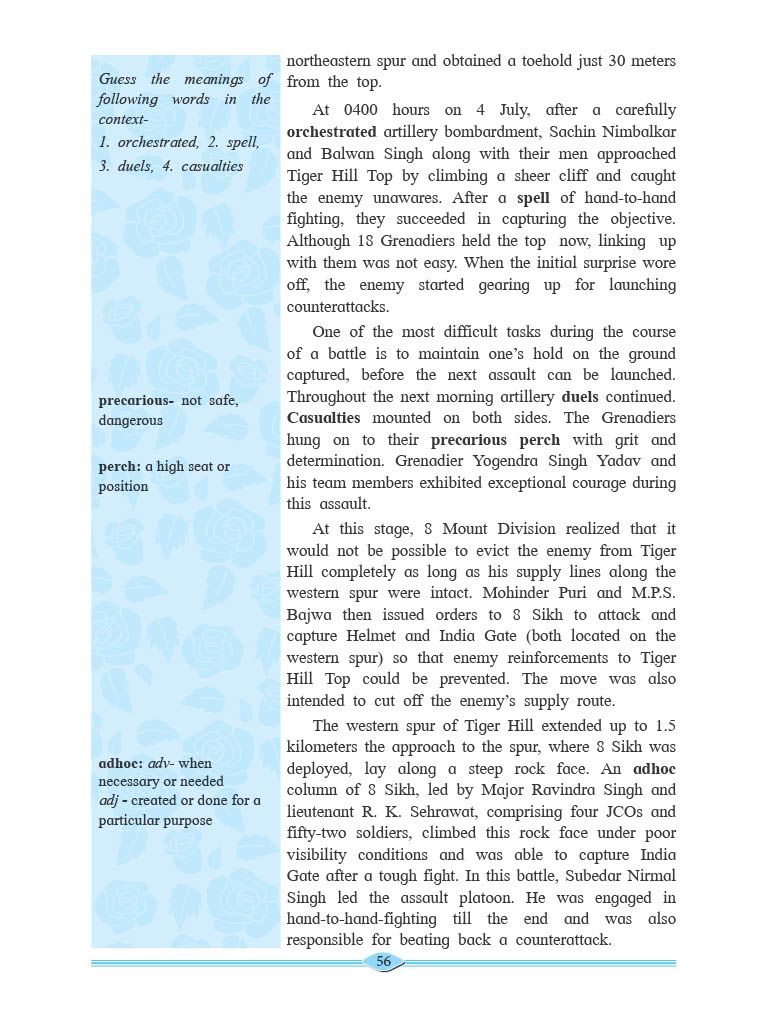 Guess the meanings of
following words in the
context-
1. orchestrated, 2. spell,
3. duels, 4. casualties
precarious- not safe,
dangerous
perch: a high seat or
position
adhoc: adv- when
necessary or needed
adj - created or done for a
particular purpose
northeastern spur and obtained a toehold just 30 meters
from the top.
At 0400 hours on 4 July, after a carefully
orchestrated artillery bombardment, Sachin Nimbalkar
and Balwan Singh along with their men approached
Tiger Hill Top by climbing a sheer cliff and caught
the enemy unawares. After a spell of hand-to-hand
fighting, they succeeded in capturing the objective.
Although 18 Grenadiers held the top now, linking up
with them was not easy. When the initial surprise wore
off, the enemy started gearing up for launching
counterattacks.
One of the most difficult tasks during the course
of a battle is to maintain one's hold on the ground
captured, before the next assault can be launched.
Throughout the next morning artillery duels continued.
Casualties mounted on both sides. The Grenadiers
hung on to their precarious perch with grit and
determination. Grenadier Yogendra Singh Yadav and
his team members exhibited exceptional courage during
this assault.
At this stage, 8 Mount Division realized that it
would not be possible to evict the enemy from Tiger
Hill completely as long as his supply lines along the
western spur were intact. Mohinder Puri and M.P.S.
Bajwa then issued orders to 8 Sikh to attack and
capture Helmet and India Gate (both located on the
western spur) so that enemy reinforcements to Tiger
Hill Top could be prevented. The move was also
intended to cut off the enemy's supply route.
The western spur of Tiger Hill extended up to 1.5
kilometers the approach to the spur, where 8 Sikh was
deployed, lay along a steep rock face. An adhoc
column of 8 Sikh, led by Major Ravindra Singh and
lieutenant R. K. Sehrawat, comprising four JCOs and
fifty-two soldiers, climbed this rock face under poor
visibility conditions and was able to capture India
Gate after a tough fight. In this battle, Subedar Nirmal
Singh led the assault platoon. He was engaged in
hand-to-hand-fighting till the end and was also
responsible for beating back a counterattack.
56